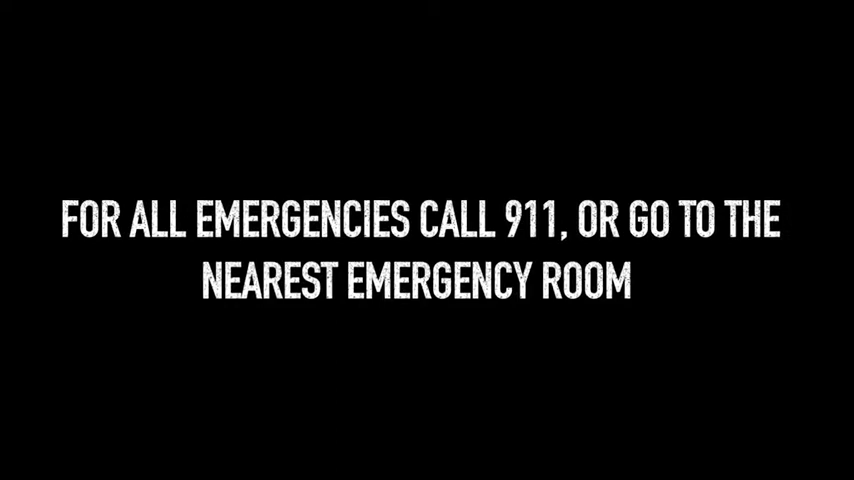 FOR ALL EMERGENCIES CALL 911, OR GO TO THE
NEAREST EMERGENCY ROOM